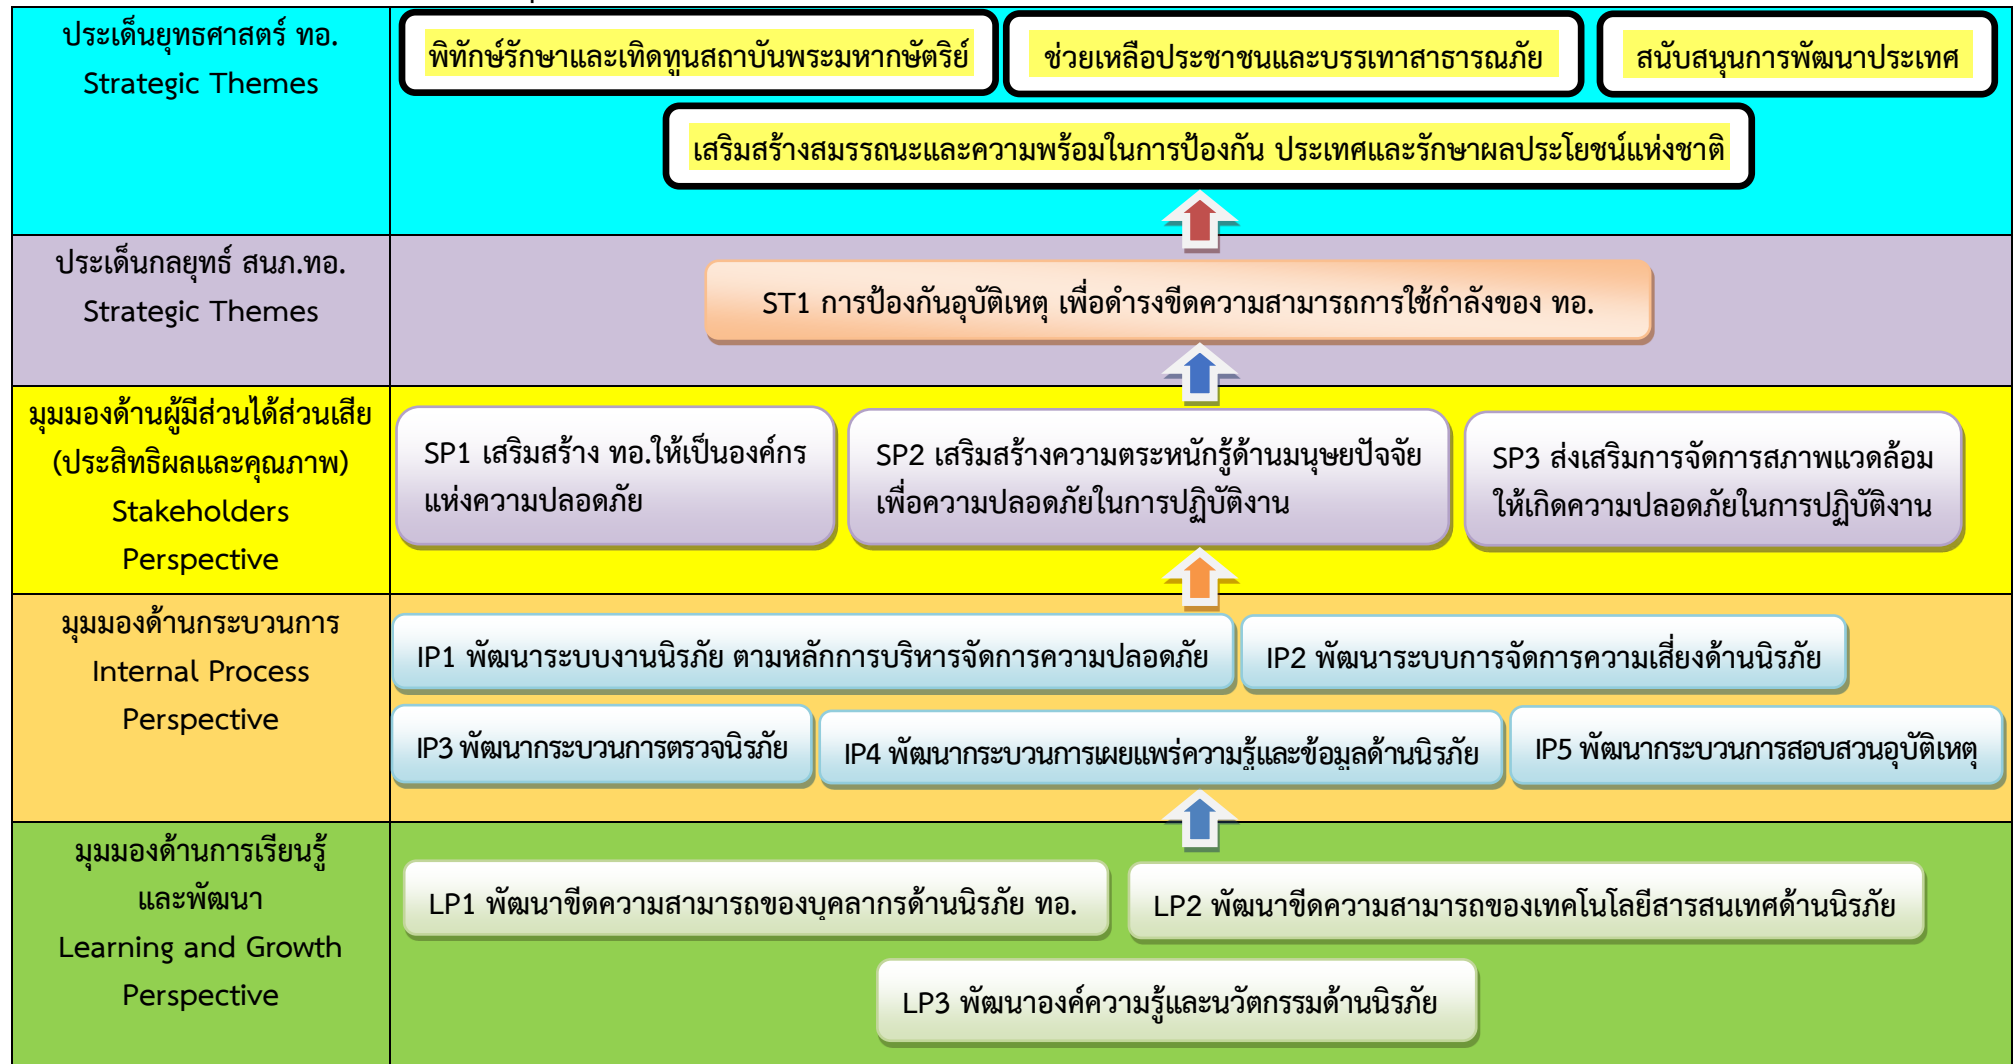 ประเด็นยุทธศาสตร์ ทอ.
Strategic Themes
พิทักษ์รักษาและเทิดทูนสถาบันพระมหากษัตริย์
ช่วยเหลือประชาชนและบรรเทาสาธารณภัย
สนับสนุนการพัฒนาประเทศ
เสริมสร้างสมรรถนะและความพร้อมในการป้องกัน ประเทศและรักษาผลประโยชน์แห่งชาติ
ประเด็นกลยุทธ์ สนภ.ทอ.
Strategic Themes
ST1 การป้องกันอุบัติเหตุ เพื่อดำรงขีดความสามารถการใช้กำลังของ ทอ.
มุมมองด้านผู้มีส่วนได้ส่วนเสีย
(ประสิทธิผลและคุณภาพ)
Stakeholders
Perspective
SP1 เสริมสร้าง ทอ.ให้เป็นองค์กร
แห่งความปลอดภัย
SP2 เสริมสร้างความตระหนักรู้ด้านมนุษยปัจจัย
เพื่อความปลอดภัยในการปฏิบัติงาน
SP3 ส่งเสริมการจัดการสภาพแวดล้อม
ให้เกิดความปลอดภัยในการปฏิบัติงาน
มุมมองด้านกระบวนการ
Internal Process
Perspective
IP1 พัฒนาระบบงานนิรภัย ตามหลักการบริหารจัดการความปลอดภัย
IP2 พัฒนาระบบการจัดการความเสี่ยงด้านนิรภัย
IP3 พัฒนากระบวนการตรวจนิรภัย
IP4 พัฒนากระบวนการเผยแพร่ความรู้และข้อมูลด้านนิรภัย
IP5 พัฒนากระบวนการสอบสวนอุบัติเหตุ
มุมมองด้านการเรียนรู้
และพัฒนา
Learning and Growth
Perspective
LP1 พัฒนาขีดความสามารถของบุคลากรด้านนิรภัย ทอ.
LP2 พัฒนาขีดความสามารถของเทคโนโลยีสารสนเทศด้านนิรภัย
LP3 พัฒนาองค์ความรู้และนวัตกรรมด้านนิรภัย